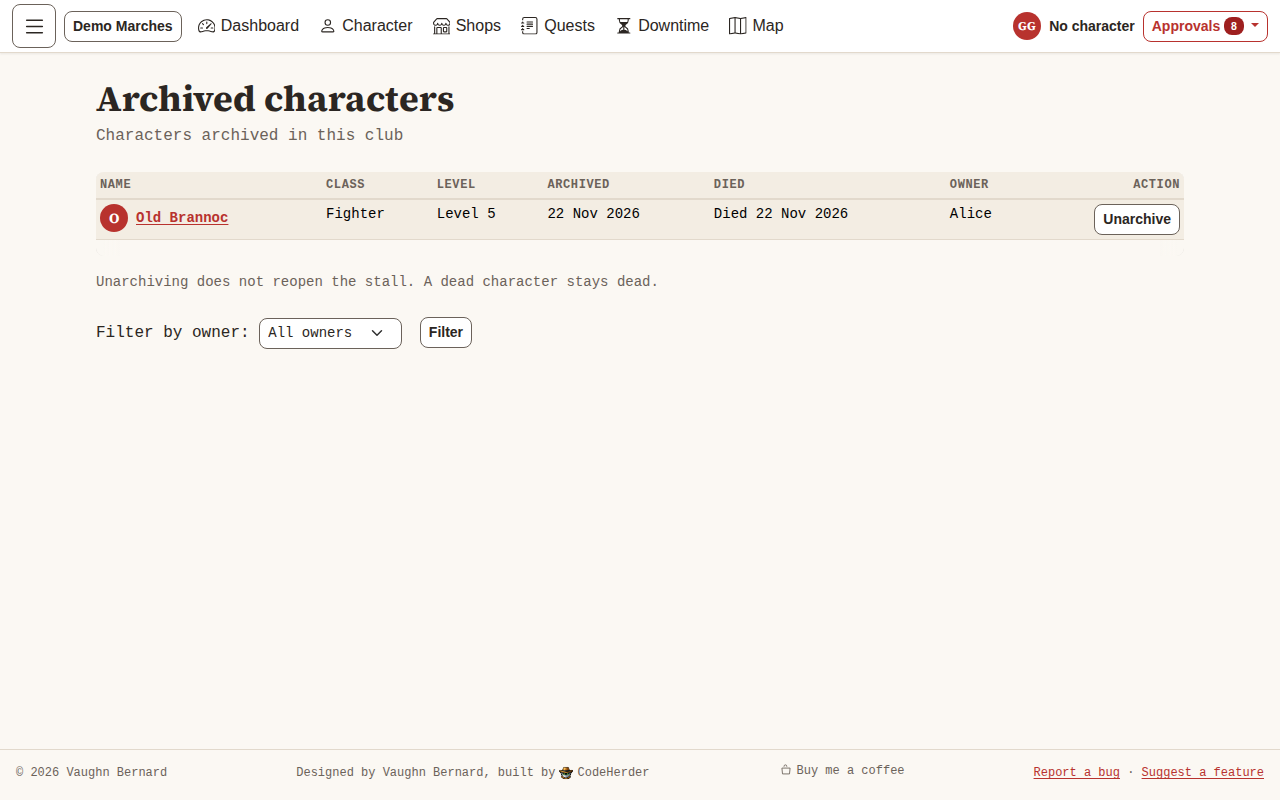 Demo Marches Dashboard Character Shops Quests Downtime Map GG No character Approvals 8
Archived characters
Characters archived in this club
NAME CLASS LEVEL ARCHIVED DIED OWNER ACTION
O Old Brannoc Fighter Level 5 22 Nov 2026 Died 22 Nov 2026 Alice Unarchive
Unarchiving does not reopen the stall. A dead character stays dead.
Filter by owner: All owners Filter
© 2026 Vaughn Bernard Designed by Vaughn Bernard, built by CodeHerder Buy me a coffee Report a bug · Suggest a feature